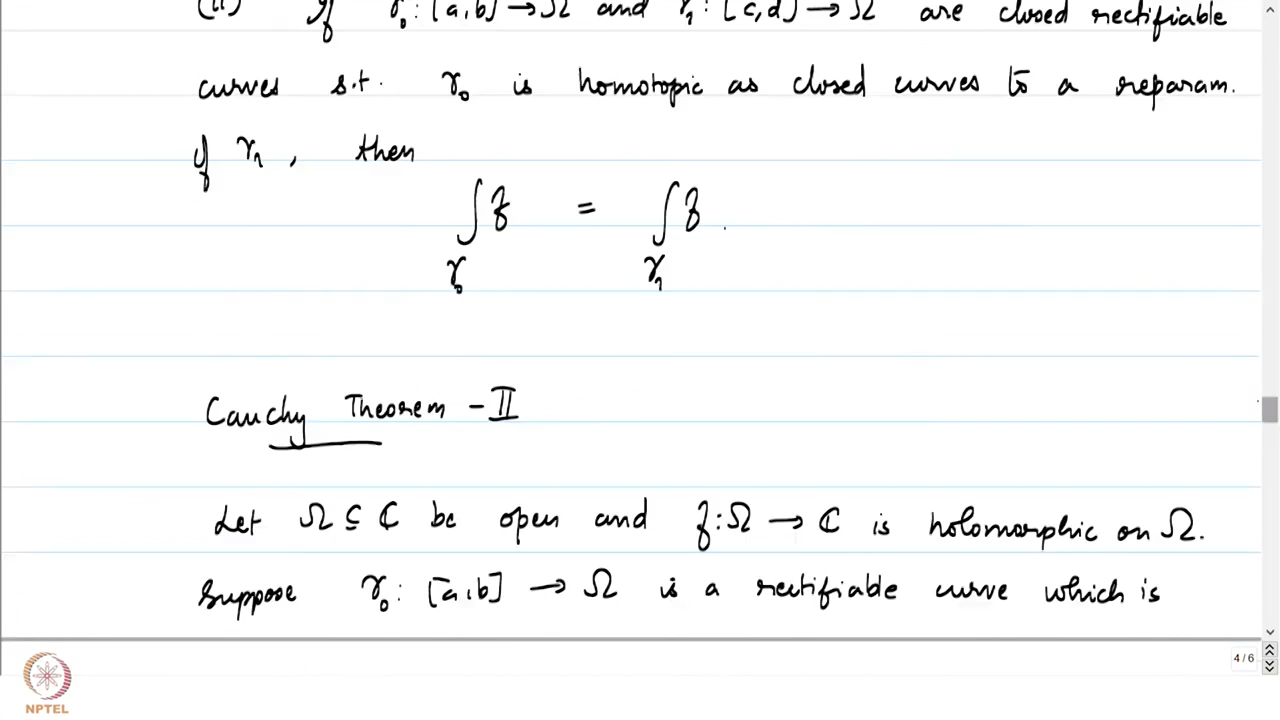 (ii) If γ₀ : [a,b] → Ω and γ₁ : [c,d] → Ω are closed rectifiable
curves s.t. γ₀ is homotopic as closed curves to a reparam.
of γ₁ , then
∫f = ∫f .
γ₀ γ₁
Cauchy Theorem - II
Let Ω ⊆ ℂ be open and f : Ω → ℂ is holomorphic on Ω.
Suppose γ₀ : [a,b] → Ω is a rectifiable curve which is
4 / 6
NPTEL